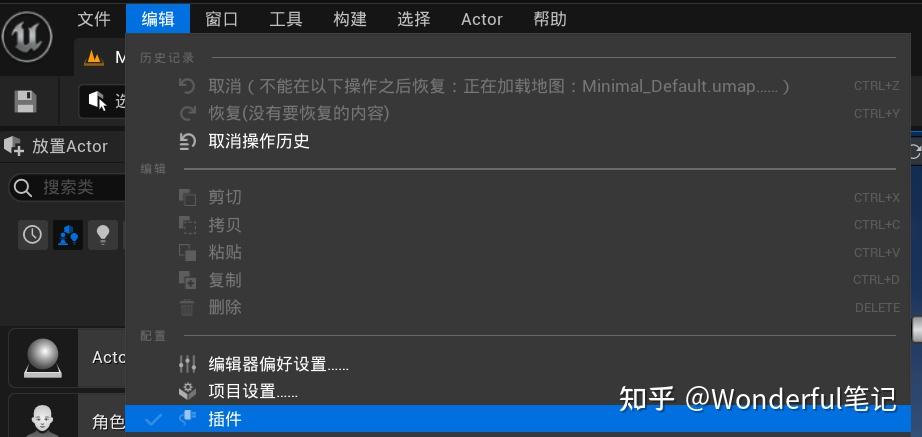 文件 编辑 窗口 工具 构建 选择 Actor 帮助
历史记录
取消（不能在以下操作之后恢复：正在加载地图：Minimal_Default.umap......） CTRL+Z
恢复(没有要恢复的内容) CTRL+Y
取消操作历史
放置Actor
编辑
搜索类
剪切 CTRL+X
拷贝 CTRL+C
粘贴 CTRL+V
复制 CTRL+D
删除 DELETE
配置
Acto
编辑器偏好设置......
项目设置......
角色
插件
知乎 @Wonderful笔记